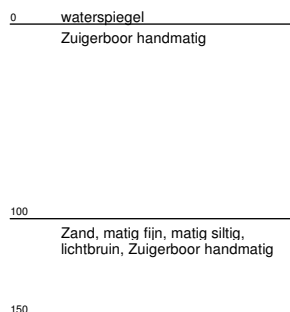 0 waterspiegel
Zuigerboor handmatig
100
Zand, matig fijn, matig siltig,
lichtbruin, Zuigerboor handmatig
150